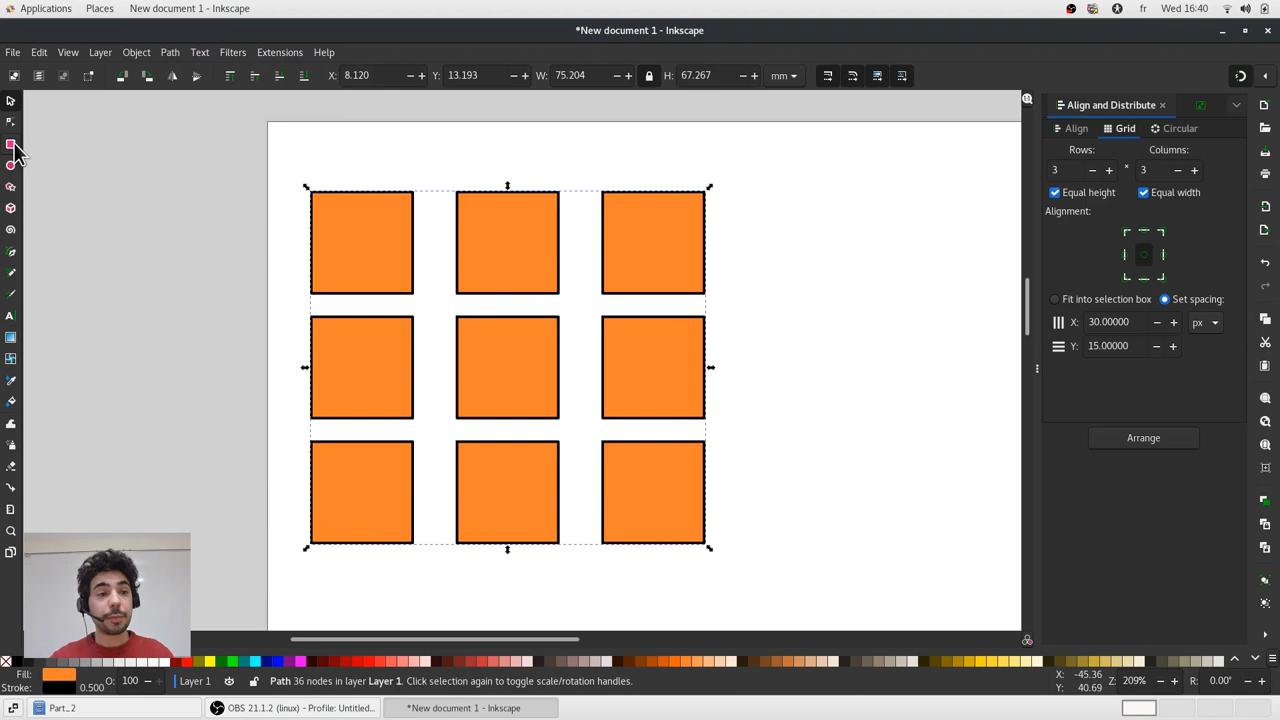 Applications Places New document 1 - Inkscape fr Wed 16:40
*New document 1 - Inkscape
File Edit View Layer Object Path Text Filters Extensions Help
X: 8.120 - + Y: 13.193 - + W: 75.204 - + H: 67.267 - + mm
Align and Distribute
Align Grid Circular
Rows: Columns:
3 - + × 3 - +
Equal height Equal width
Alignment:
Fit into selection box Set spacing:
X: 30.00000 - + px
Y: 15.00000 - +
Arrange
Fill:
Stroke: 0.500 O: 100 - + Layer 1 Path 36 nodes in layer Layer 1. Click selection again to toggle scale/rotation handles. X: -45.36 Y: 40.69 Z: 209% - + R: 0.00° - +
Part_2 OBS 21.1.2 (linux) - Profile: Untitled... *New document 1 - Inkscape